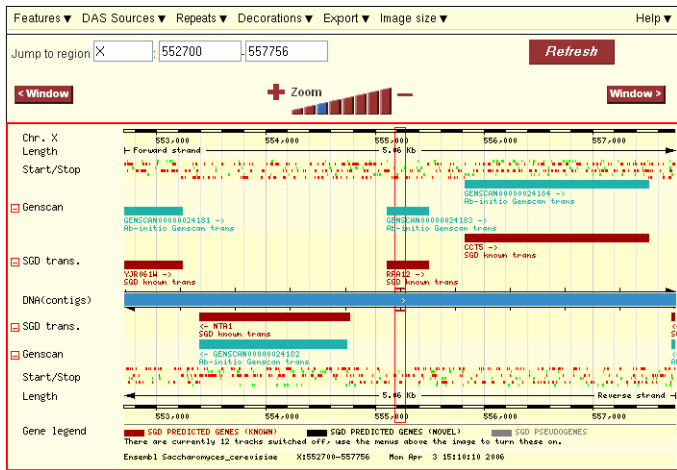 Features ▼ DAS Sources ▼ Repeats ▼ Decorations ▼ Export ▼ Image size ▼ Help ▼
Jump to region X : 552700 - 557756 Refresh
< Window + Zoom − Window >
Chr. X
553,000 554,000 555,000 556,000 557,000
Length Forward strand 5.06 Kb
Start/Stop
GENSCAN00000024184 ->
Ab-initio Genscan trans
Genscan
GENSCAN00000024181 -> GENSCAN00000024183 ->
Ab-initio Genscan trans Ab-initio Genscan trans
CCT5 ->
SGD known trans
SGD trans.
YJR061W -> RPA12 ->
SGD known trans SGD known trans
DNA(contigs) >
SGD trans.
<- NTA1
SGD known trans
Genscan
<- GENSCAN00000024182
Ab-initio Genscan trans
Start/Stop
Length 5.06 Kb Reverse strand
553,000 554,000 555,000 556,000 557,000
Gene legend SGD PREDICTED GENES (KNOWN) SGD PREDICTED GENES (NOVEL) SGD PSEUDOGENES
There are currently 12 tracks switched off, use the menus above the image to turn these on.
Ensembl Saccharomyces_cerevisiae X:552700-557756 Mon Apr 3 15:10:10 2006